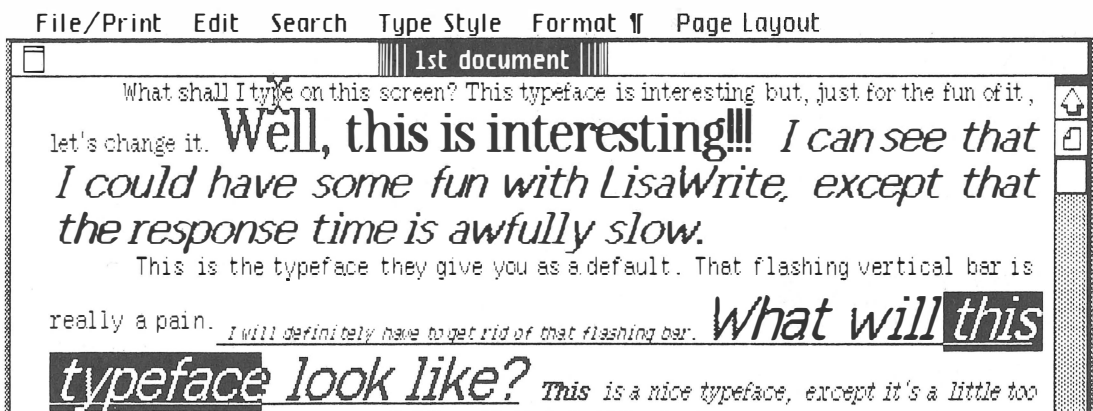 File/Print Edit Search Type Style Format ¶ Page Layout
1st document
What shall I type on this screen? This typeface is interesting but, just for the fun of it,
let's change it. Well, this is interesting!!! I can see that
I could have some fun with LisaWrite, except that
the response time is awfully slow.
This is the typeface they give you as a default. That flashing vertical bar is
really a pain. I will definitely have to get rid of that flashing bar. What will this
typeface look like? This is a nice typeface, except it's a little too